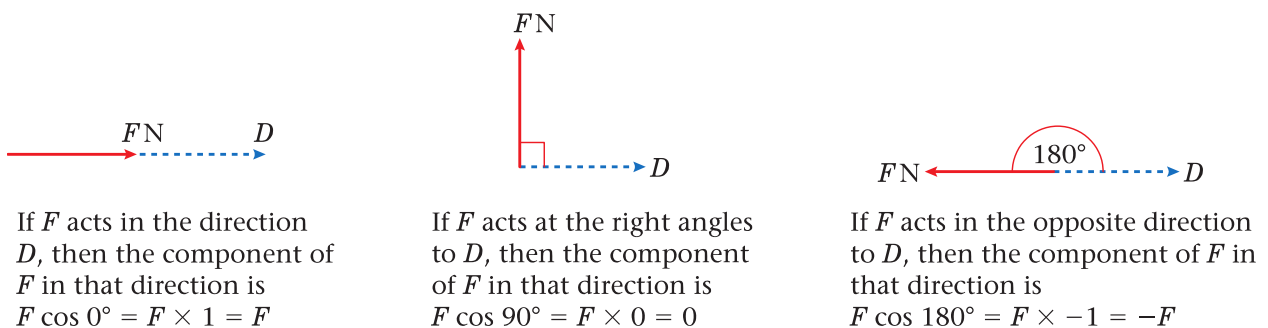 F N D
If F acts in the direction
D, then the component of
F in that direction is
F cos 0° = F × 1 = F
F N
D
If F acts at the right angles
to D, then the component
of F in that direction is
F cos 90° = F × 0 = 0
180°
F N D
If F acts in the opposite direction
to D, then the component of F in
that direction is
F cos 180° = F × −1 = −F